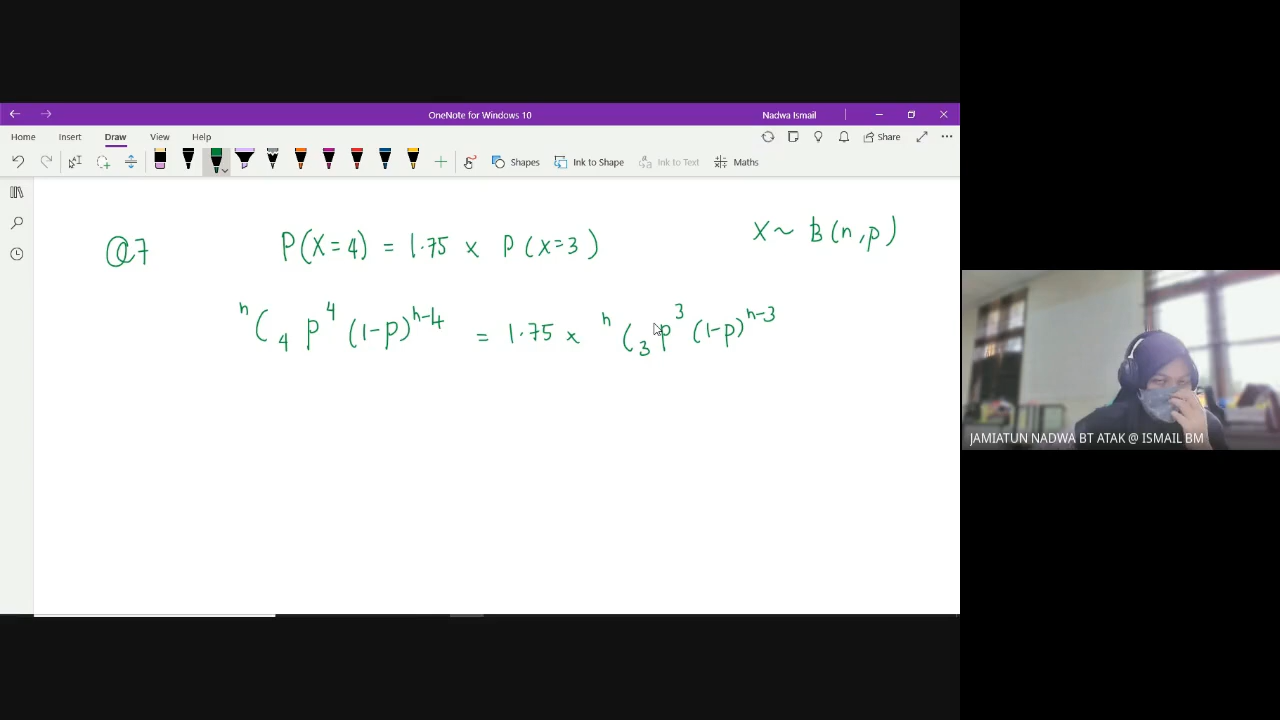 OneNote for Windows 10
Nadwa Ismail
Home Insert Draw View Help
Share
Shapes Ink to Shape Ink to Text Maths
Q7 P(X=4) = 1.75 × P(X=3) X~B(n,p)
ⁿC₄ p⁴ (1-p)ⁿ⁻⁴ = 1.75 × ⁿC₃ p³ (1-p)ⁿ⁻³
JAMIATUN NADWA BT ATAK @ ISMAIL BM